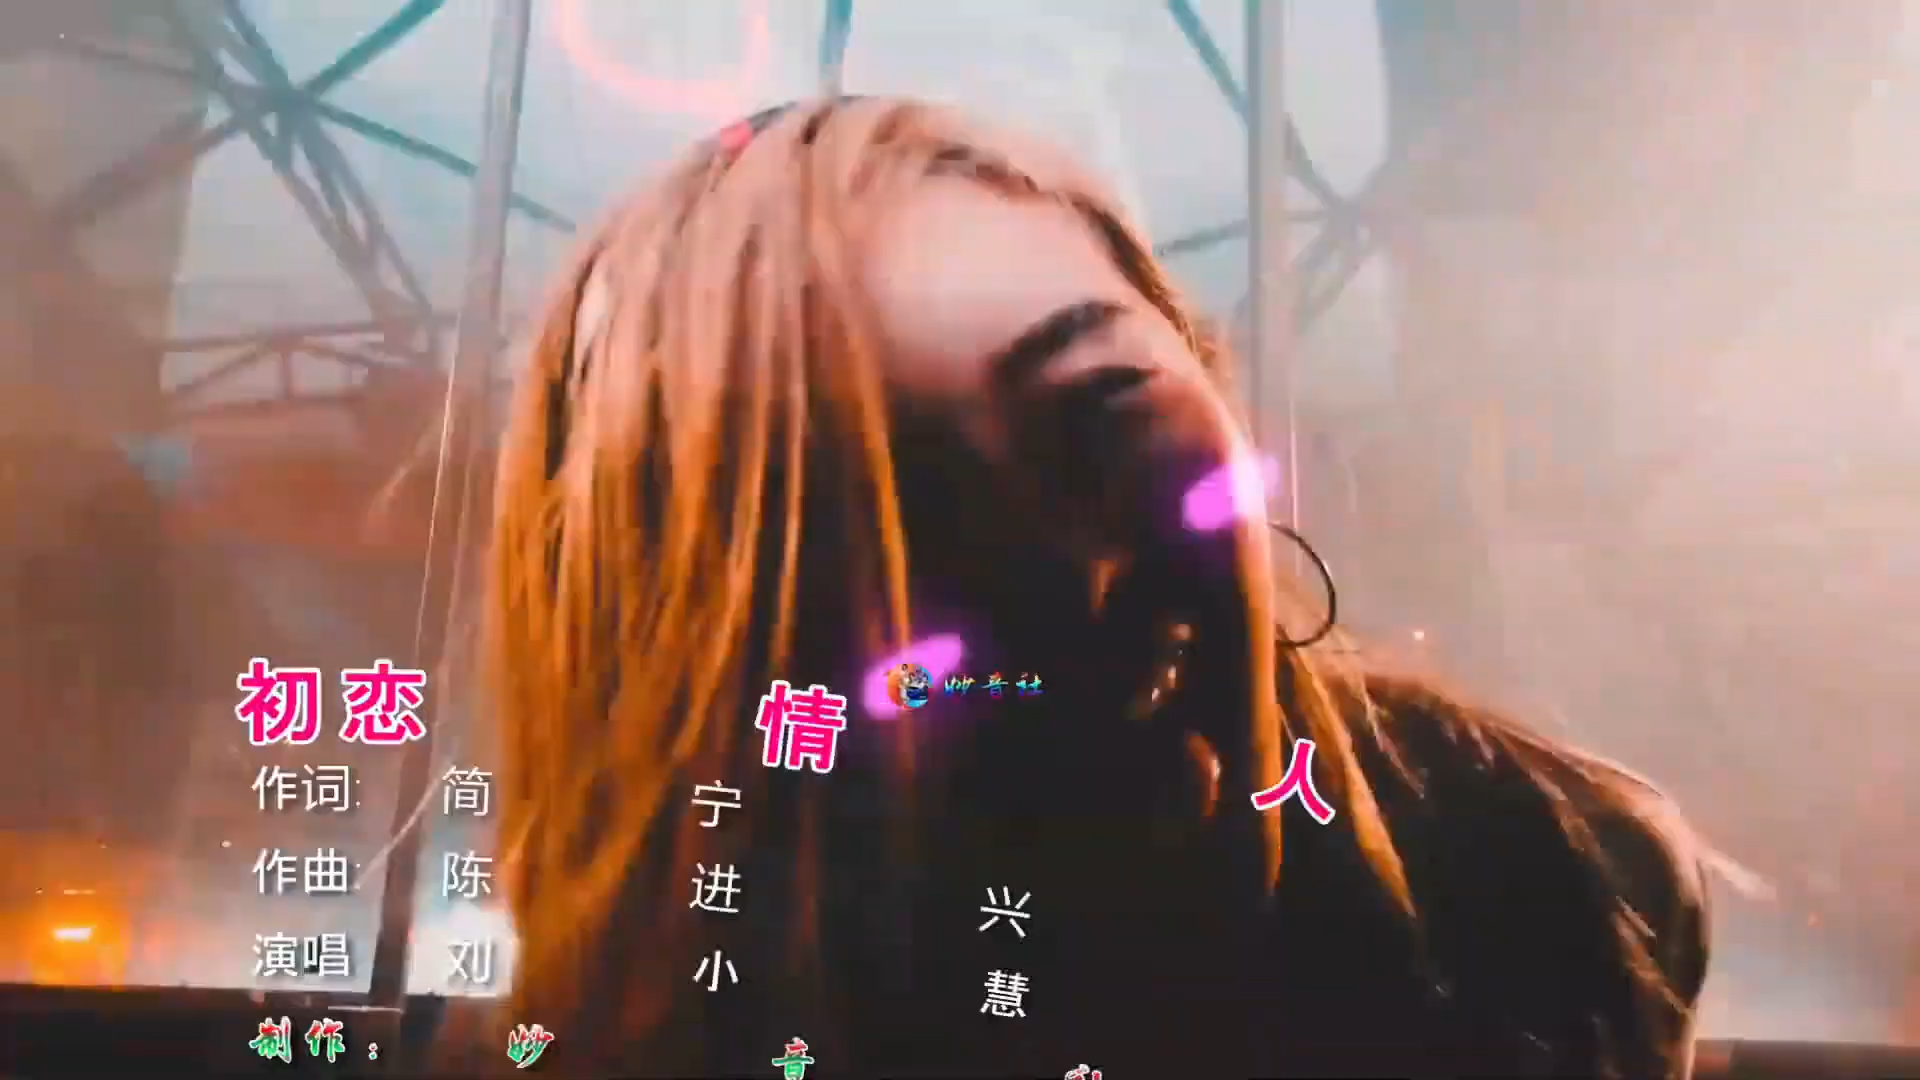 初恋情人
妙音社
作词: 简宁
作曲: 陈进兴
演唱 刘小慧
制作: 妙音